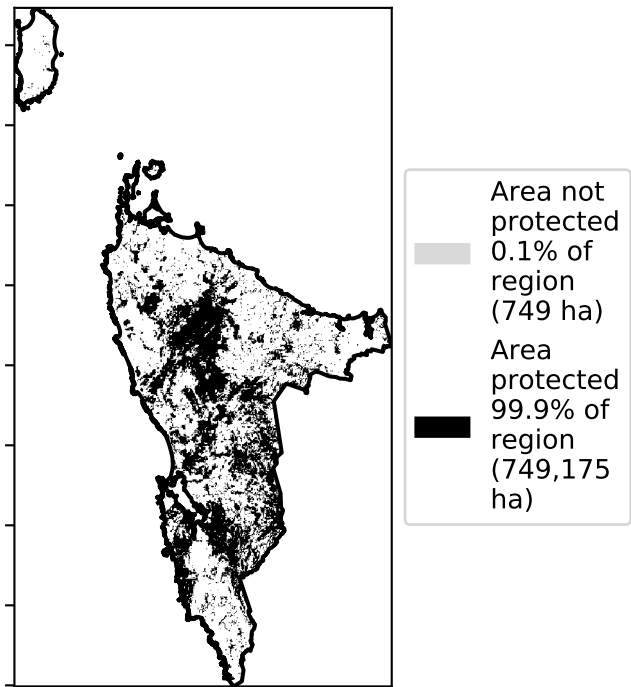 Area not
protected
0.1% of
region
(749 ha)
Area
protected
99.9% of
region
(749,175
ha)